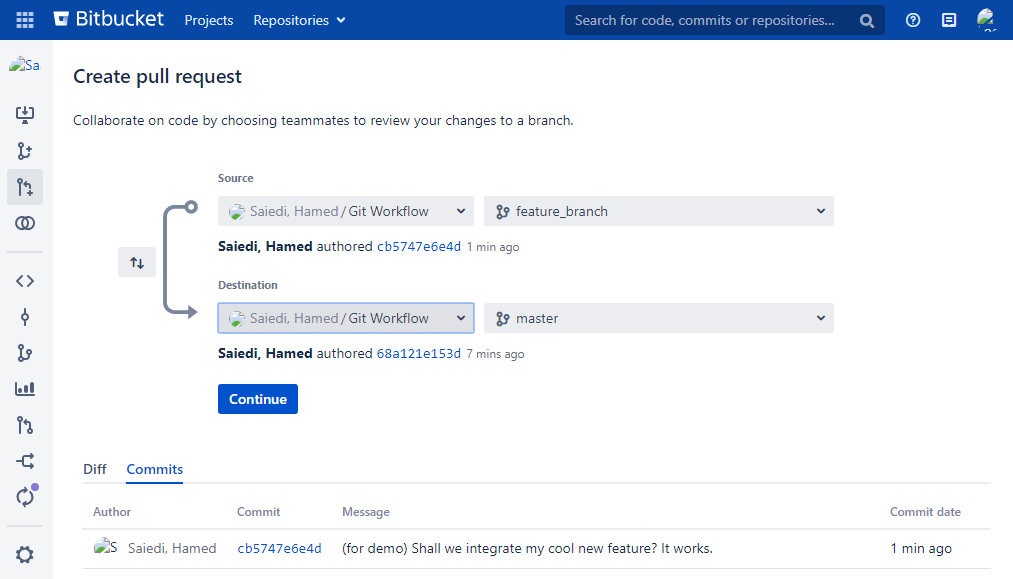 Bitbucket Projects Repositories Search for code, commits or repositories...
Sa
Create pull request
Collaborate on code by choosing teammates to review your changes to a branch.
Source
Saiedi, Hamed / Git Workflow feature_branch
Saiedi, Hamed authored cb5747e6e4d 1 min ago
Destination
Saiedi, Hamed / Git Workflow master
Saiedi, Hamed authored 68a121e153d 7 mins ago
Continue
Diff Commits
Author Commit Message Commit date
S Saiedi, Hamed cb5747e6e4d (for demo) Shall we integrate my cool new feature? It works. 1 min ago